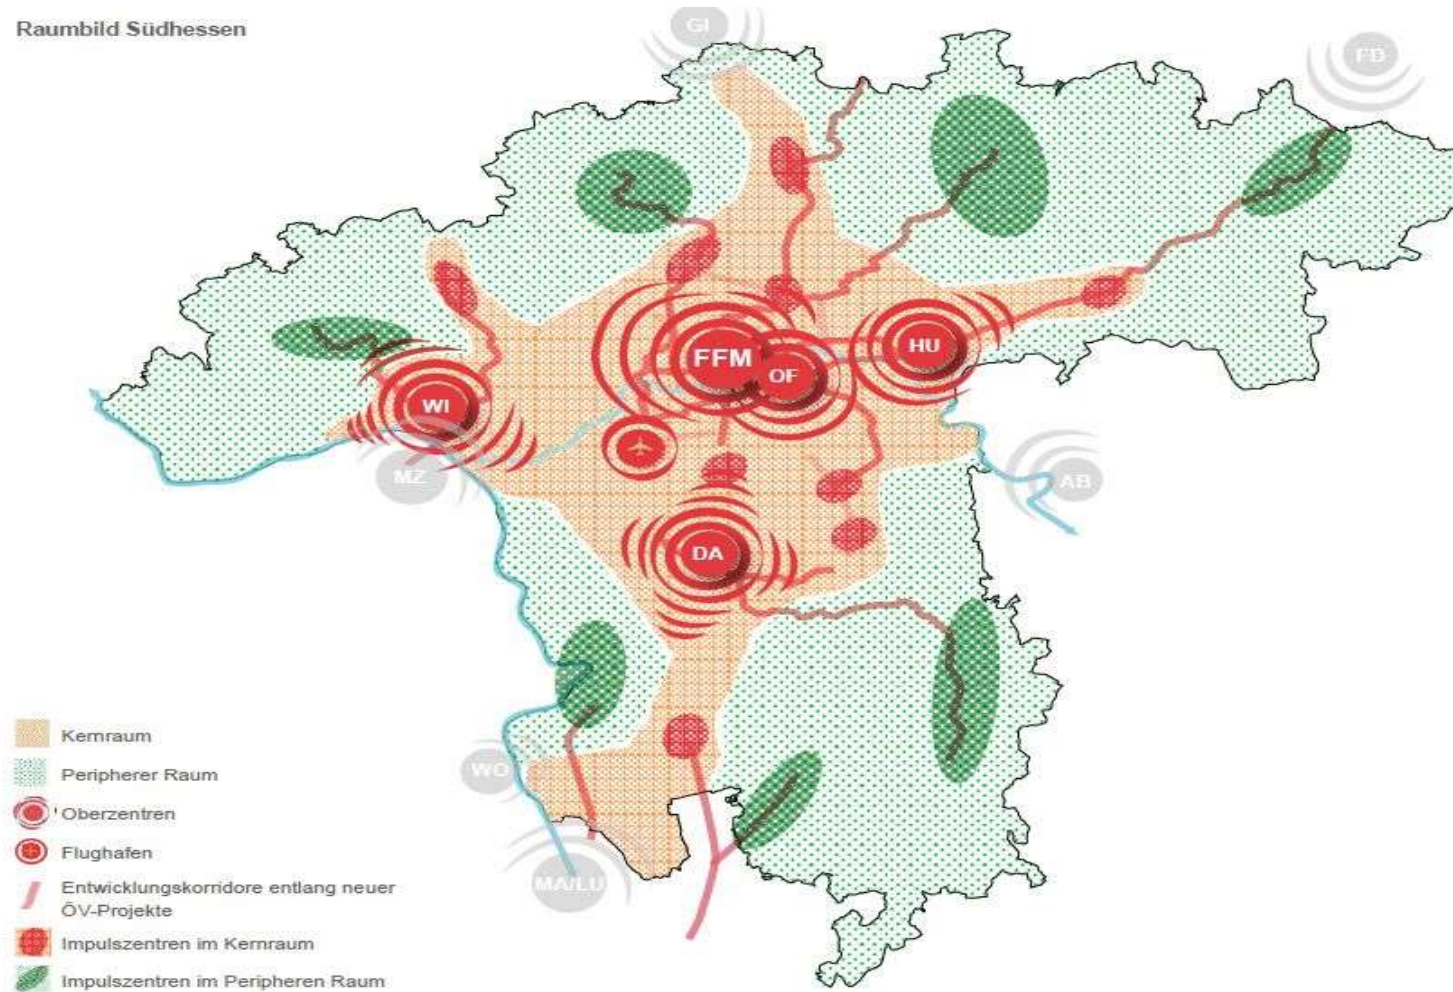 Raumbild Südhessen
GI
FD
FFM
OF
HU
WI
MZ
AB
DA
WO
MA/LU
Kernraum
Peripherer Raum
Oberzentren
Flughafen
Entwicklungskorridore entlang neuer
ÖV-Projekte
Impulszentren im Kernraum
Impulszentren im Peripheren Raum